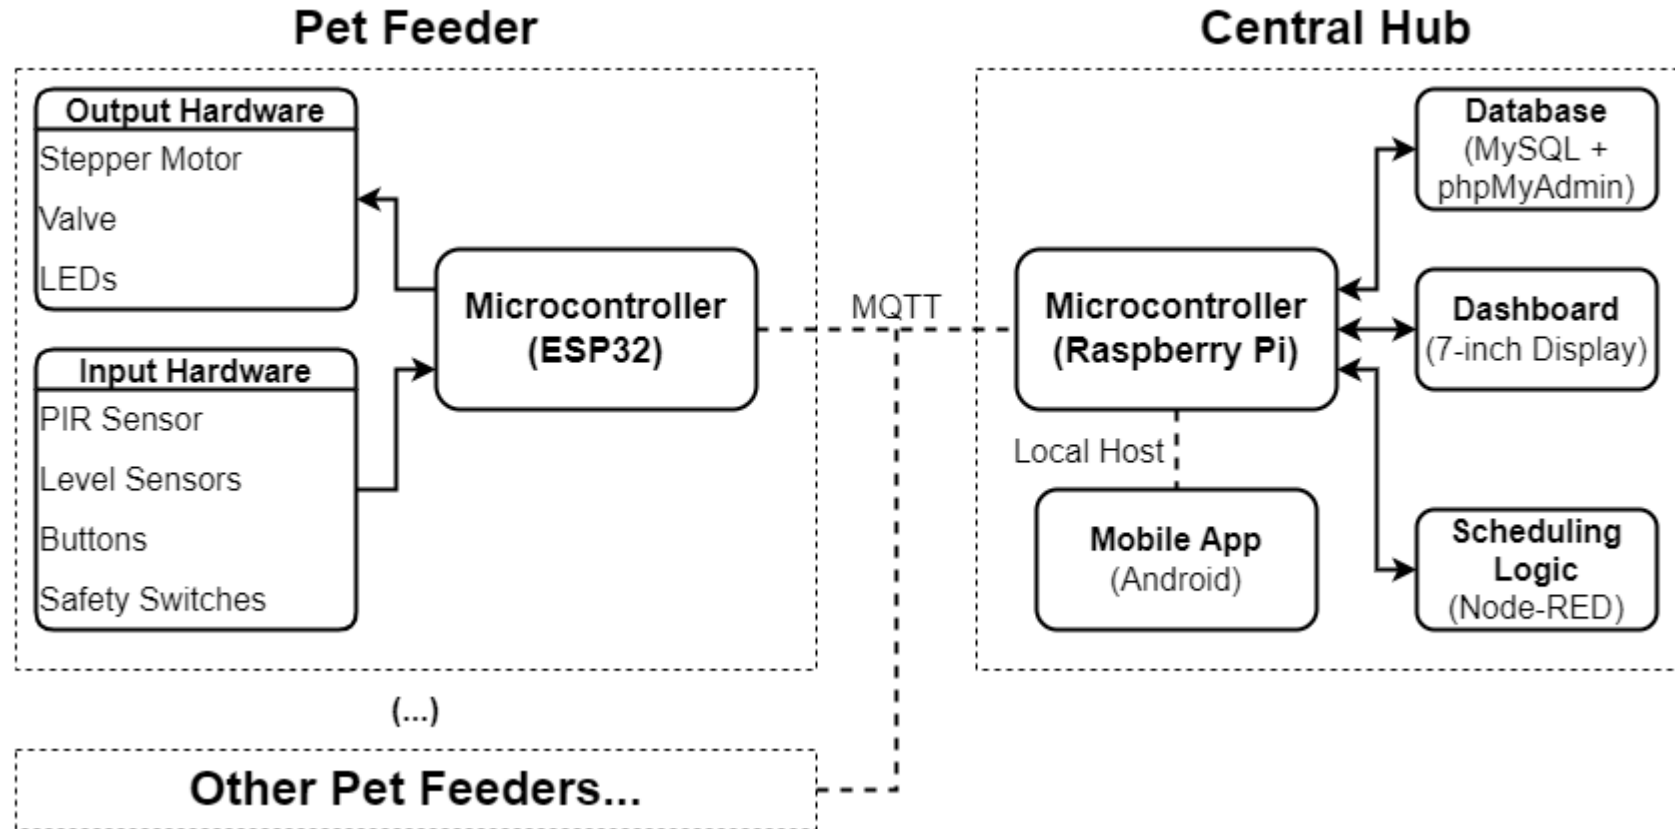 Pet Feeder
Output Hardware
Stepper Motor
Valve
LEDs
Input Hardware
PIR Sensor
Level Sensors
Buttons
Safety Switches
Microcontroller
(ESP32)
(...)
Other Pet Feeders...
MQTT
Central Hub
Microcontroller
(Raspberry Pi)
Local Host
Mobile App
(Android)
Database
(MySQL +
phpMyAdmin)
Dashboard
(7-inch Display)
Scheduling
Logic
(Node-RED)